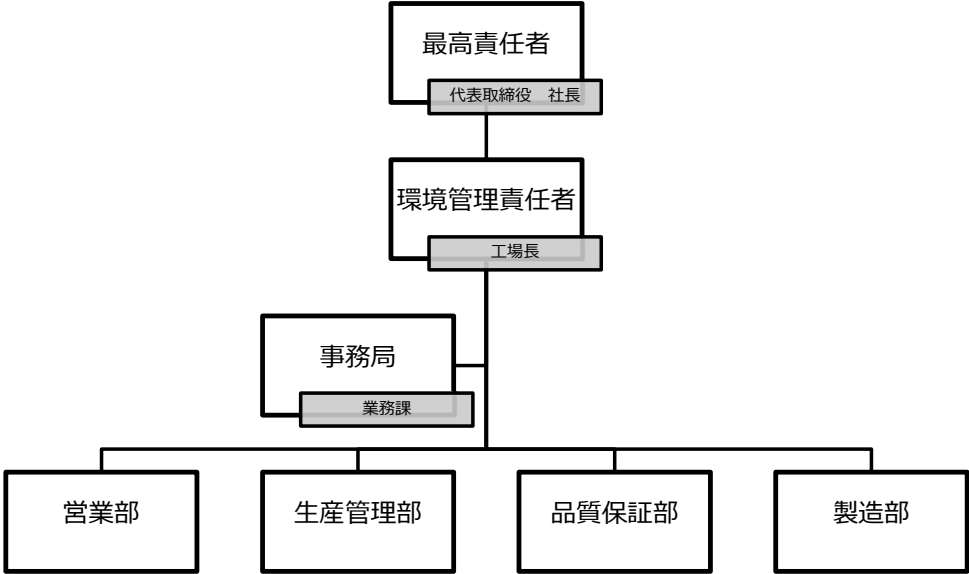 最高責任者
代表取締役　社長
環境管理責任者
工場長
事務局
業務課
営業部
生産管理部
品質保証部
製造部